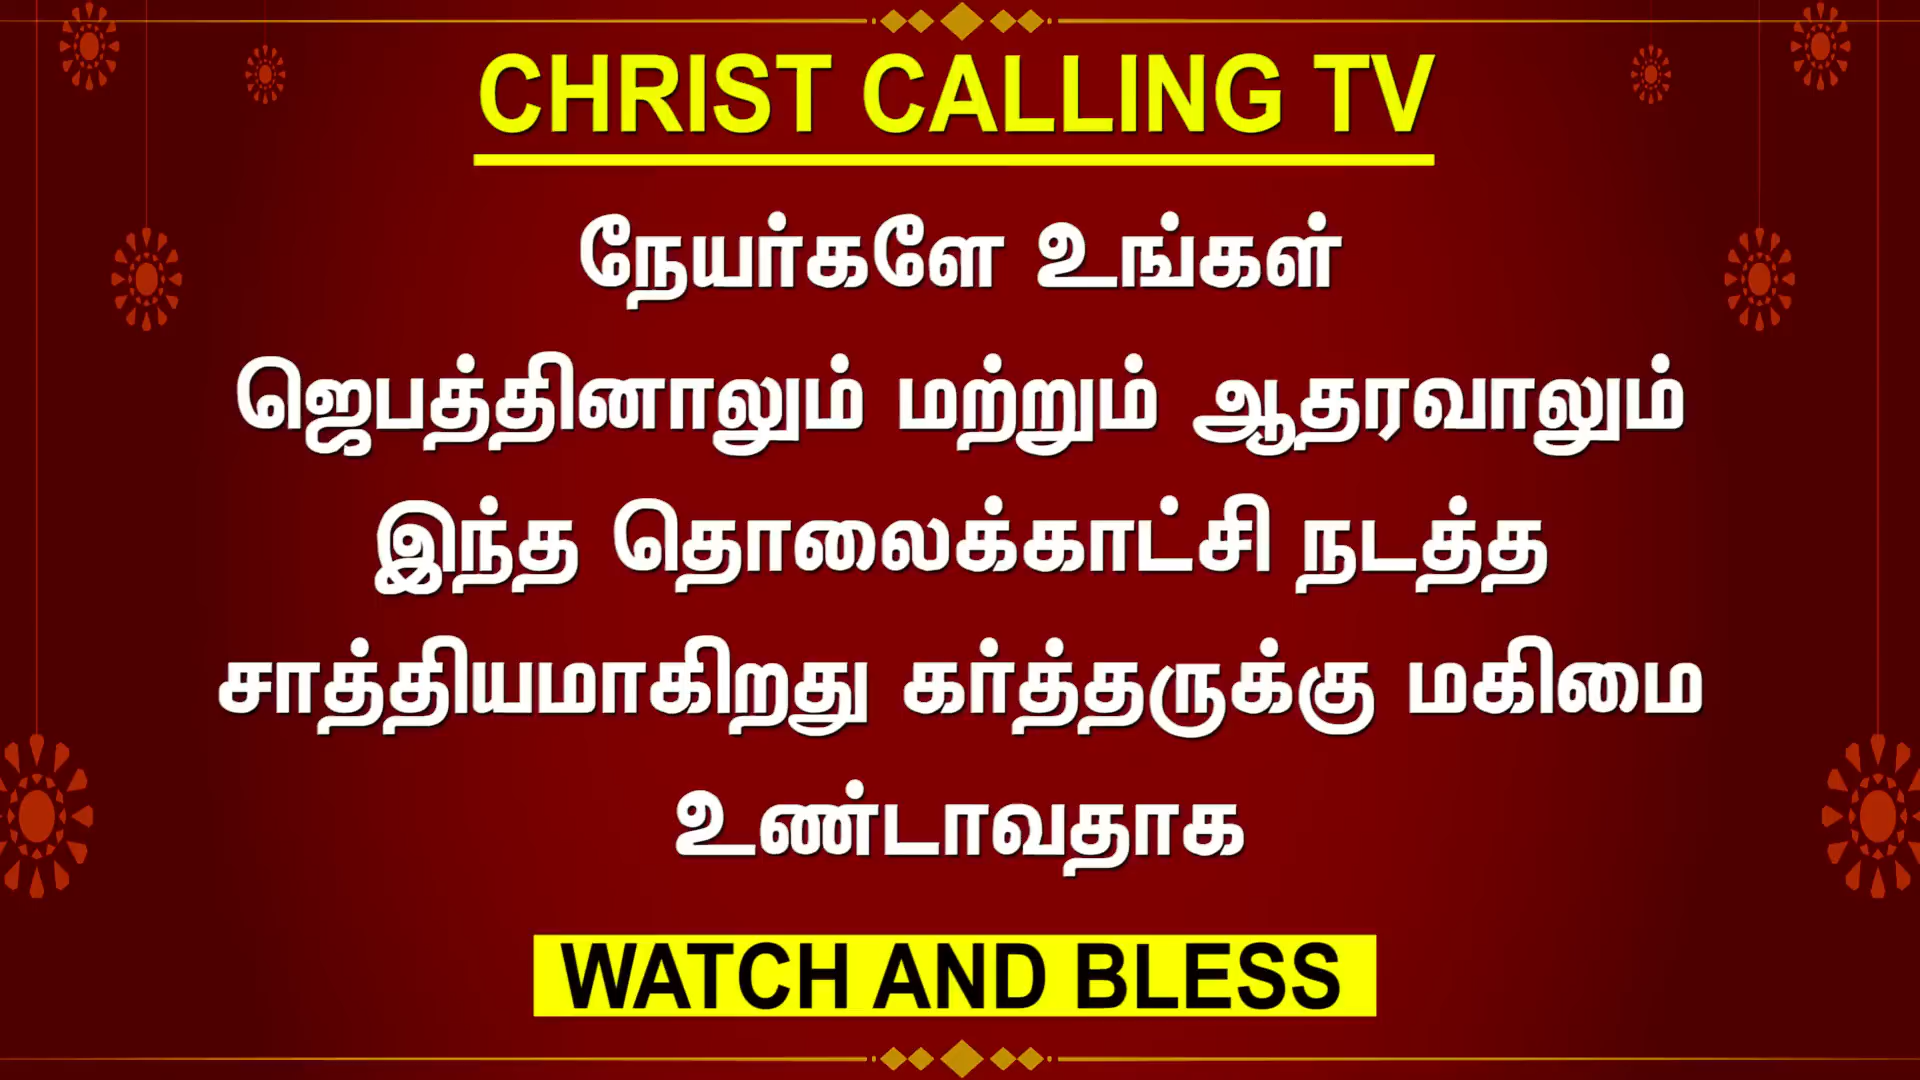 CHRIST CALLING TV
நேயர்களே உங்கள்
ஜெபத்தினாலும் மற்றும் ஆதரவாலும்
இந்த தொலைக்காட்சி நடத்த
சாத்தியமாகிறது கர்த்தருக்கு மகிமை
உண்டாவதாக
WATCH AND BLESS